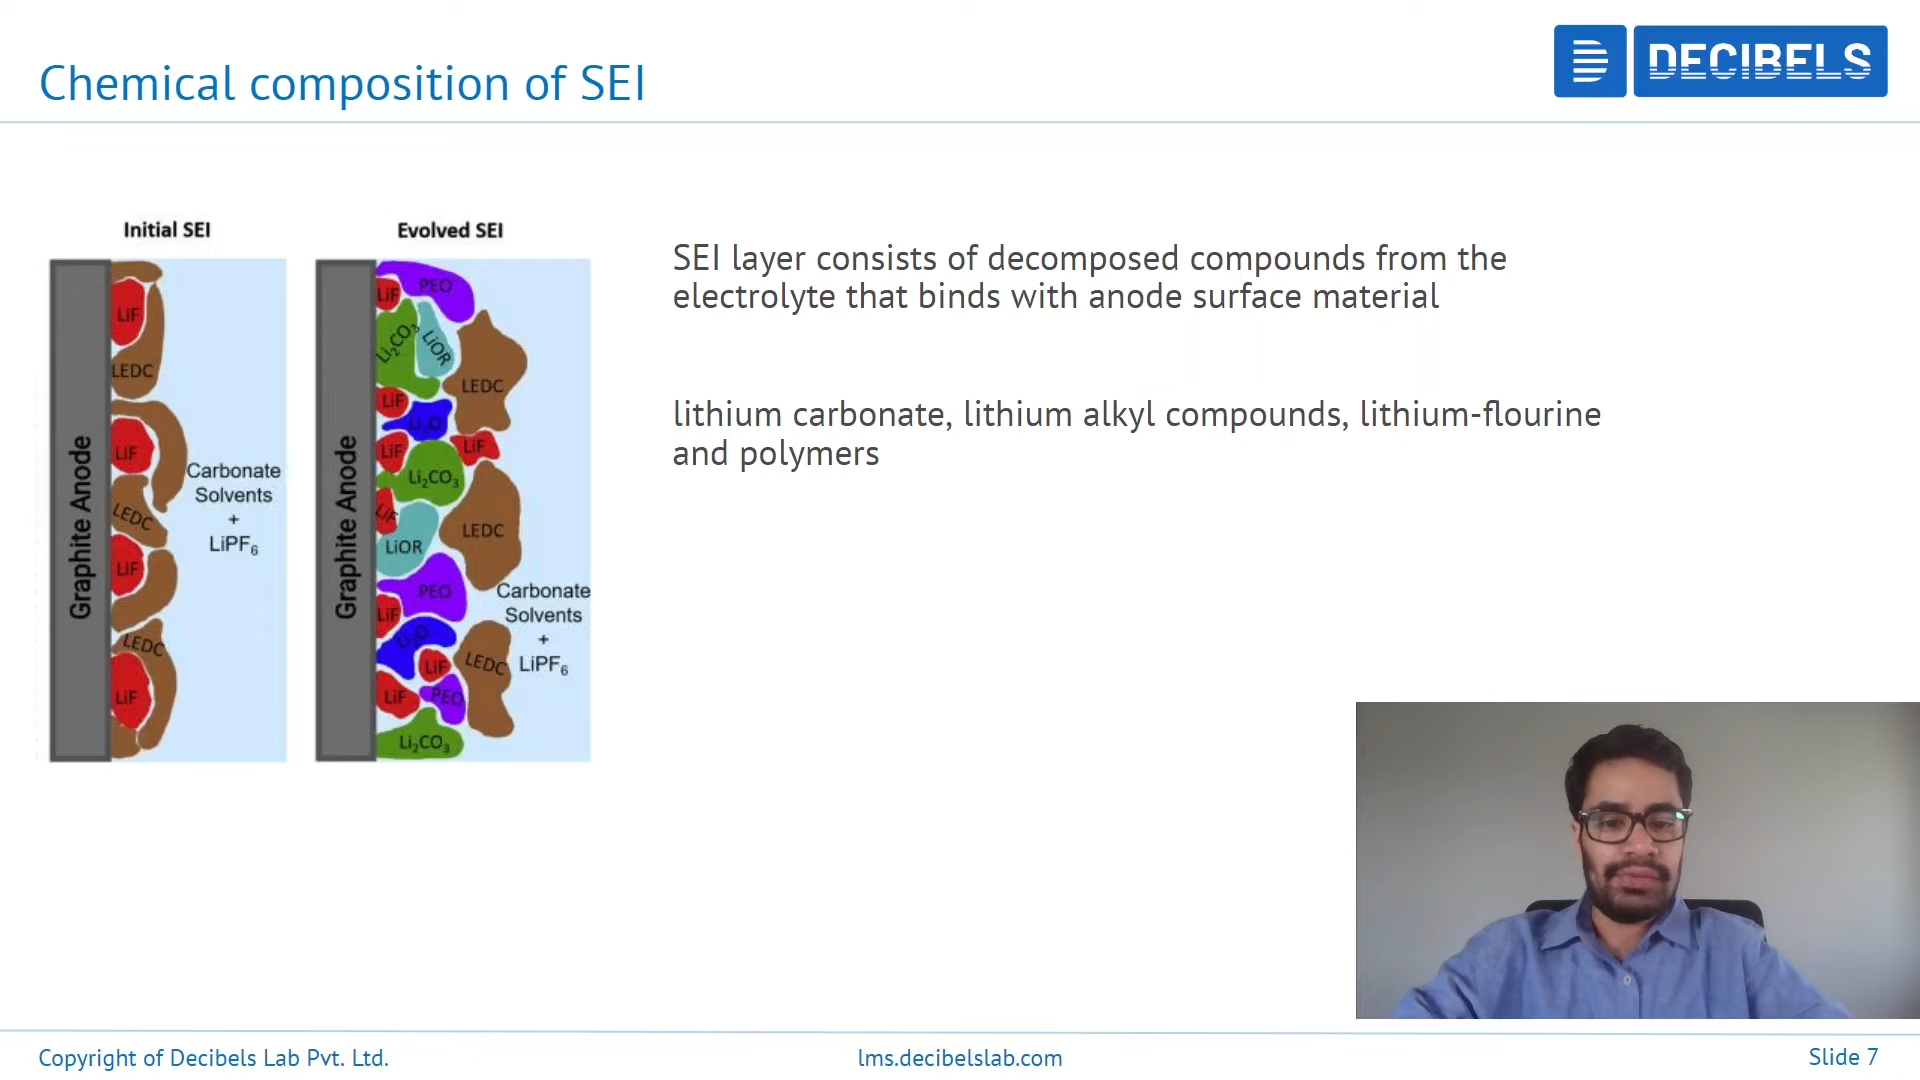 Chemical composition of SEI
DECIBELS
Initial SEI
Evolved SEI
Graphite Anode
LiF
LEDC
LiF
LEDC
LiF
LEDC
LiF
Carbonate
Solvents
+
LiPF₆
Graphite Anode
LiF
PEO
Li₂CO₃
LiOR
LEDC
LiF
Li₂O
LiF
LiF
Li₂CO₃
LiF
LEDC
LiOR
PEO
LiF
Li₂O
LiF
LEDC
LiF
PEO
Li₂CO₃
Carbonate
Solvents
+
LiPF₆
SEI layer consists of decomposed compounds from the
electrolyte that binds with anode surface material
lithium carbonate, lithium alkyl compounds, lithium-flourine
and polymers
Copyright of Decibels Lab Pvt. Ltd.
lms.decibelslab.com
Slide 7